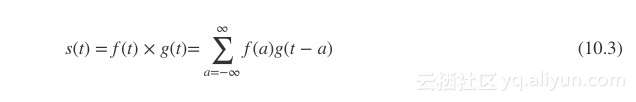 s(t) = f(t) × g(t)= ∑_{a=−∞}^{∞} f(a)g(t − a) (10.3)
云栖社区 yq.aliyun.com